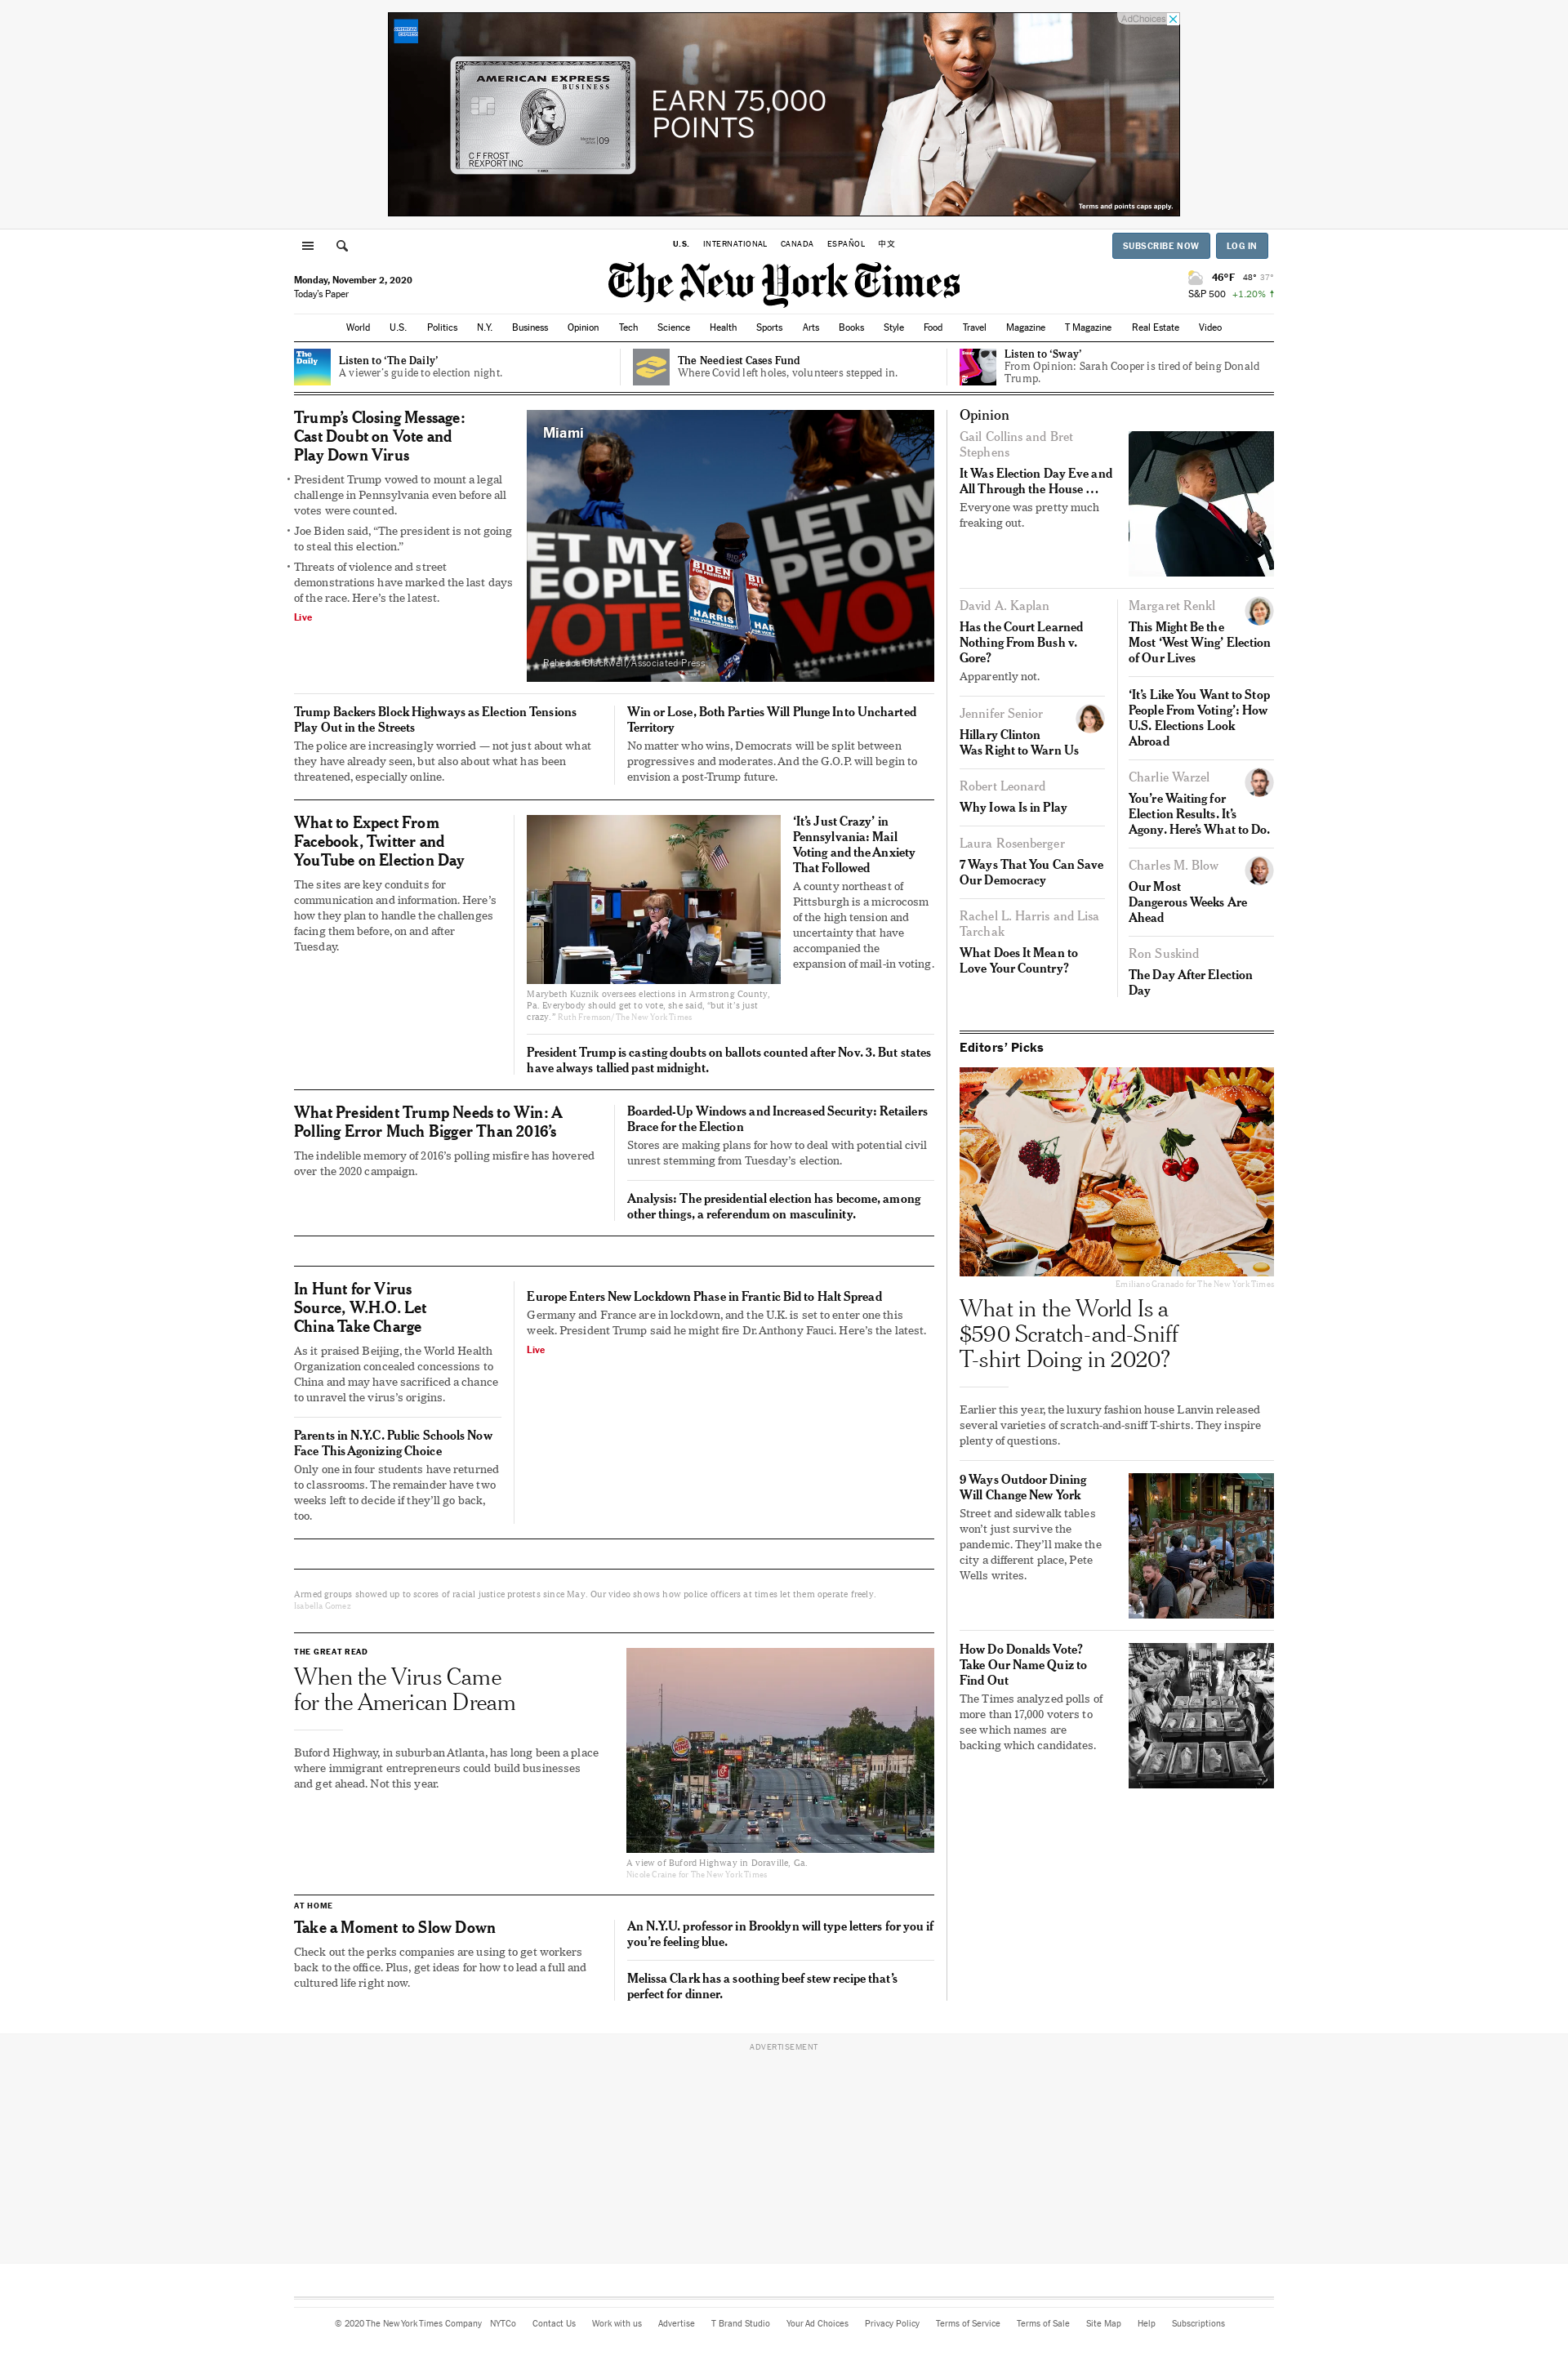 AdChoices
AMERICAN EXPRESS
AMERICAN EXPRESS
BUSINESS
EARN 75,000
POINTS
09
C F FROST
REXPORT INC
Terms and points caps apply.
U.S. INTERNATIONAL CANADA ESPAÑOL 中文
SUBSCRIBE NOW LOG IN
The New York Times
Monday, November 2, 2020
Today's Paper
46°F 48° 37°
S&P 500 +1.20% ↑
World U.S. Politics N.Y. Business Opinion Tech Science Health Sports Arts Books Style Food Travel Magazine T Magazine Real Estate Video
The
Daily
Listen to ‘The Daily’
A viewer’s guide to election night.
The Neediest Cases Fund
Where Covid left holes, volunteers stepped in.
Listen to ‘Sway’
From Opinion: Sarah Cooper is tired of being Donald
Trump.
Trump’s Closing Message:
Cast Doubt on Vote and
Play Down Virus
• President Trump vowed to mount a legal
challenge in Pennsylvania even before all
votes were counted.
• Joe Biden said, “The president is not going
to steal this election.”
• Threats of violence and street
demonstrations have marked the last days
of the race. Here’s the latest.
Live
Miami
LET MY
PEOPLE
VOTE
BIDEN
HARRIS
LET M
PEOPL
VOT
Rebecca Blackwell/Associated Press
Trump Backers Block Highways as Election Tensions
Play Out in the Streets
The police are increasingly worried — not just about what
they have already seen, but also about what has been
threatened, especially online.
Win or Lose, Both Parties Will Plunge Into Uncharted
Territory
No matter who wins, Democrats will be split between
progressives and moderates. And the G.O.P. will begin to
envision a post-Trump future.
What to Expect From
Facebook, Twitter and
YouTube on Election Day
The sites are key conduits for
communication and information. Here’s
how they plan to handle the challenges
facing them before, on and after
Tuesday.
Marybeth Kuznik oversees elections in Armstrong County,
Pa. Everybody should get to vote, she said, “but it’s just
crazy.” Ruth Fremson/The New York Times
‘It’s Just Crazy’ in
Pennsylvania: Mail
Voting and the Anxiety
That Followed
A county northeast of
Pittsburgh is a microcosm
of the high tension and
uncertainty that have
accompanied the
expansion of mail-in voting.
President Trump is casting doubts on ballots counted after Nov. 3. But states
have always tallied past midnight.
What President Trump Needs to Win: A
Polling Error Much Bigger Than 2016’s
The indelible memory of 2016’s polling misfire has hovered
over the 2020 campaign.
Boarded-Up Windows and Increased Security: Retailers
Brace for the Election
Stores are making plans for how to deal with potential civil
unrest stemming from Tuesday’s election.
Analysis: The presidential election has become, among
other things, a referendum on masculinity.
In Hunt for Virus
Source, W.H.O. Let
China Take Charge
As it praised Beijing, the World Health
Organization concealed concessions to
China and may have sacrificed a chance
to unravel the virus’s origins.
Parents in N.Y.C. Public Schools Now
Face This Agonizing Choice
Only one in four students have returned
to classrooms. The remainder have two
weeks left to decide if they’ll go back,
too.
Europe Enters New Lockdown Phase in Frantic Bid to Halt Spread
Germany and France are in lockdown, and the U.K. is set to enter one this
week. President Trump said he might fire Dr. Anthony Fauci. Here’s the latest.
Live
Armed groups showed up to scores of racial justice protests since May. Our video shows how police officers at times let them operate freely.
Isabella Gomez
THE GREAT READ
When the Virus Came
for the American Dream
Buford Highway, in suburban Atlanta, has long been a place
where immigrant entrepreneurs could build businesses
and get ahead. Not this year.
A view of Buford Highway in Doraville, Ga.
Nicole Craine for The New York Times
AT HOME
Take a Moment to Slow Down
Check out the perks companies are using to get workers
back to the office. Plus, get ideas for how to lead a full and
cultured life right now.
An N.Y.U. professor in Brooklyn will type letters for you if
you’re feeling blue.
Melissa Clark has a soothing beef stew recipe that’s
perfect for dinner.
Opinion
Gail Collins and Bret
Stephens
It Was Election Day Eve and
All Through the House …
Everyone was pretty much
freaking out.
David A. Kaplan
Has the Court Learned
Nothing From Bush v.
Gore?
Apparently not.
Jennifer Senior
Hillary Clinton
Was Right to Warn Us
Robert Leonard
Why Iowa Is in Play
Laura Rosenberger
7 Ways That You Can Save
Our Democracy
Rachel L. Harris and Lisa
Tarchak
What Does It Mean to
Love Your Country?
Margaret Renkl
This Might Be the
Most ‘West Wing’ Election
of Our Lives
‘It’s Like You Want to Stop
People From Voting’: How
U.S. Elections Look
Abroad
Charlie Warzel
You’re Waiting for
Election Results. It’s
Agony. Here’s What to Do.
Charles M. Blow
Our Most
Dangerous Weeks Are
Ahead
Ron Suskind
The Day After Election
Day
Editors’ Picks
Emiliano Granado for The New York Times
What in the World Is a
$590 Scratch-and-Sniff
T-shirt Doing in 2020?
Earlier this year, the luxury fashion house Lanvin released
several varieties of scratch-and-sniff T-shirts. They inspire
plenty of questions.
9 Ways Outdoor Dining
Will Change New York
Street and sidewalk tables
won’t just survive the
pandemic. They’ll make the
city a different place, Pete
Wells writes.
How Do Donalds Vote?
Take Our Name Quiz to
Find Out
The Times analyzed polls of
more than 17,000 voters to
see which names are
backing which candidates.
ADVERTISEMENT
© 2020 The New York Times Company NYTCo Contact Us Work with us Advertise T Brand Studio Your Ad Choices Privacy Policy Terms of Service Terms of Sale Site Map Help Subscriptions